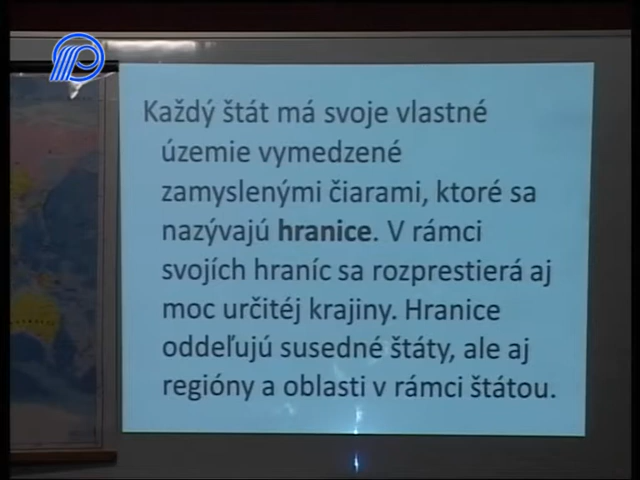 Každý štát má svoje vlastné
územie vymedzené
zamyslenými čiarami, ktoré sa
nazývajú hranice. V rámci
svojích hraníc sa rozprestierá aj
moc určitéj krajiny. Hranice
oddeľujú susedné štáty, ale aj
regióny a oblasti v rámci štátou.